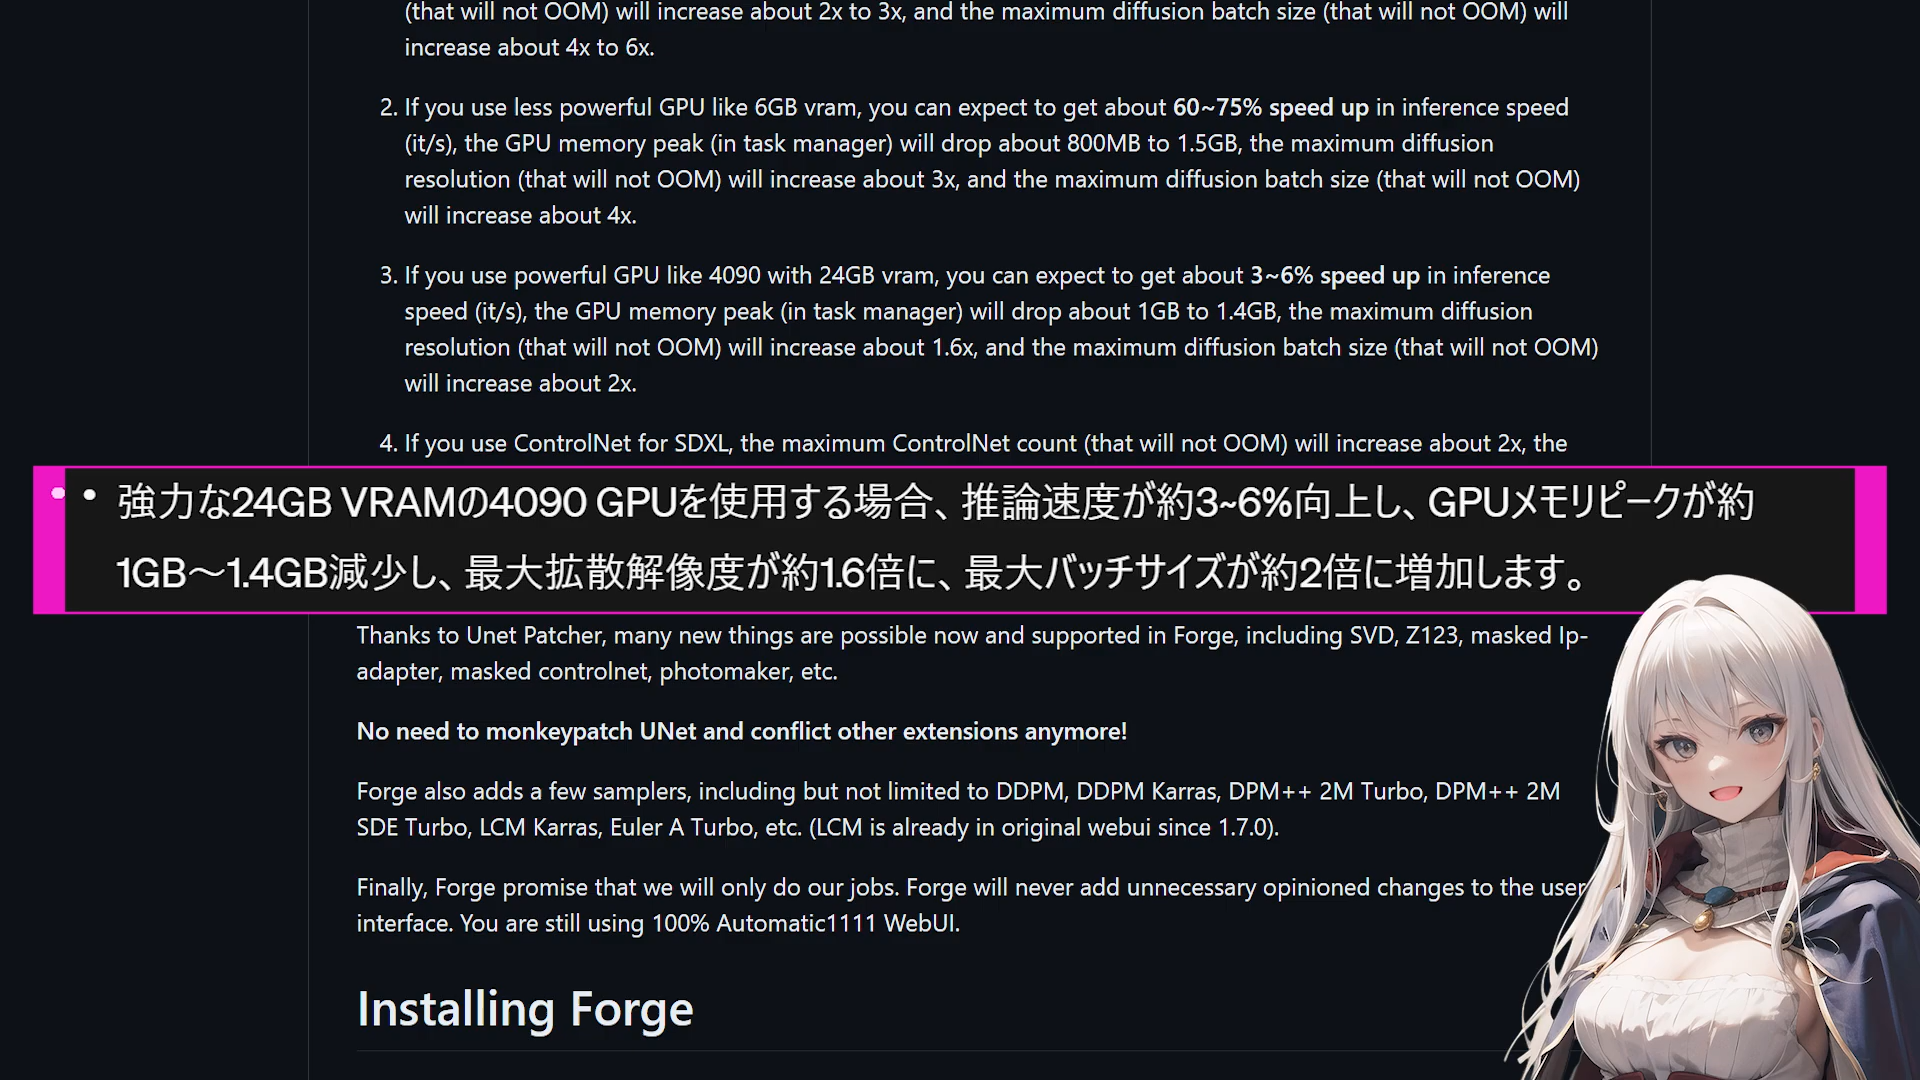 (that will not OOM) will increase about 2x to 3x, and the maximum diffusion batch size (that will not OOM) will
increase about 4x to 6x.
2. If you use less powerful GPU like 6GB vram, you can expect to get about 60~75% speed up in inference speed
(it/s), the GPU memory peak (in task manager) will drop about 800MB to 1.5GB, the maximum diffusion
resolution (that will not OOM) will increase about 3x, and the maximum diffusion batch size (that will not OOM)
will increase about 4x.
3. If you use powerful GPU like 4090 with 24GB vram, you can expect to get about 3~6% speed up in inference
speed (it/s), the GPU memory peak (in task manager) will drop about 1GB to 1.4GB, the maximum diffusion
resolution (that will not OOM) will increase about 1.6x, and the maximum diffusion batch size (that will not OOM)
will increase about 2x.
4. If you use ControlNet for SDXL, the maximum ControlNet count (that will not OOM) will increase about 2x, the
• 強力な24GB VRAMの4090 GPUを使用する場合、推論速度が約3~6%向上し、GPUメモリピークが約
1GB〜1.4GB減少し、最大拡散解像度が約1.6倍に、最大バッチサイズが約2倍に増加します。
Thanks to Unet Patcher, many new things are possible now and supported in Forge, including SVD, Z123, masked Ip-
adapter, masked controlnet, photomaker, etc.
No need to monkeypatch UNet and conflict other extensions anymore!
Forge also adds a few samplers, including but not limited to DDPM, DDPM Karras, DPM++ 2M Turbo, DPM++ 2M
SDE Turbo, LCM Karras, Euler A Turbo, etc. (LCM is already in original webui since 1.7.0).
Finally, Forge promise that we will only do our jobs. Forge will never add unnecessary opinioned changes to the user
interface. You are still using 100% Automatic1111 WebUI.
Installing Forge